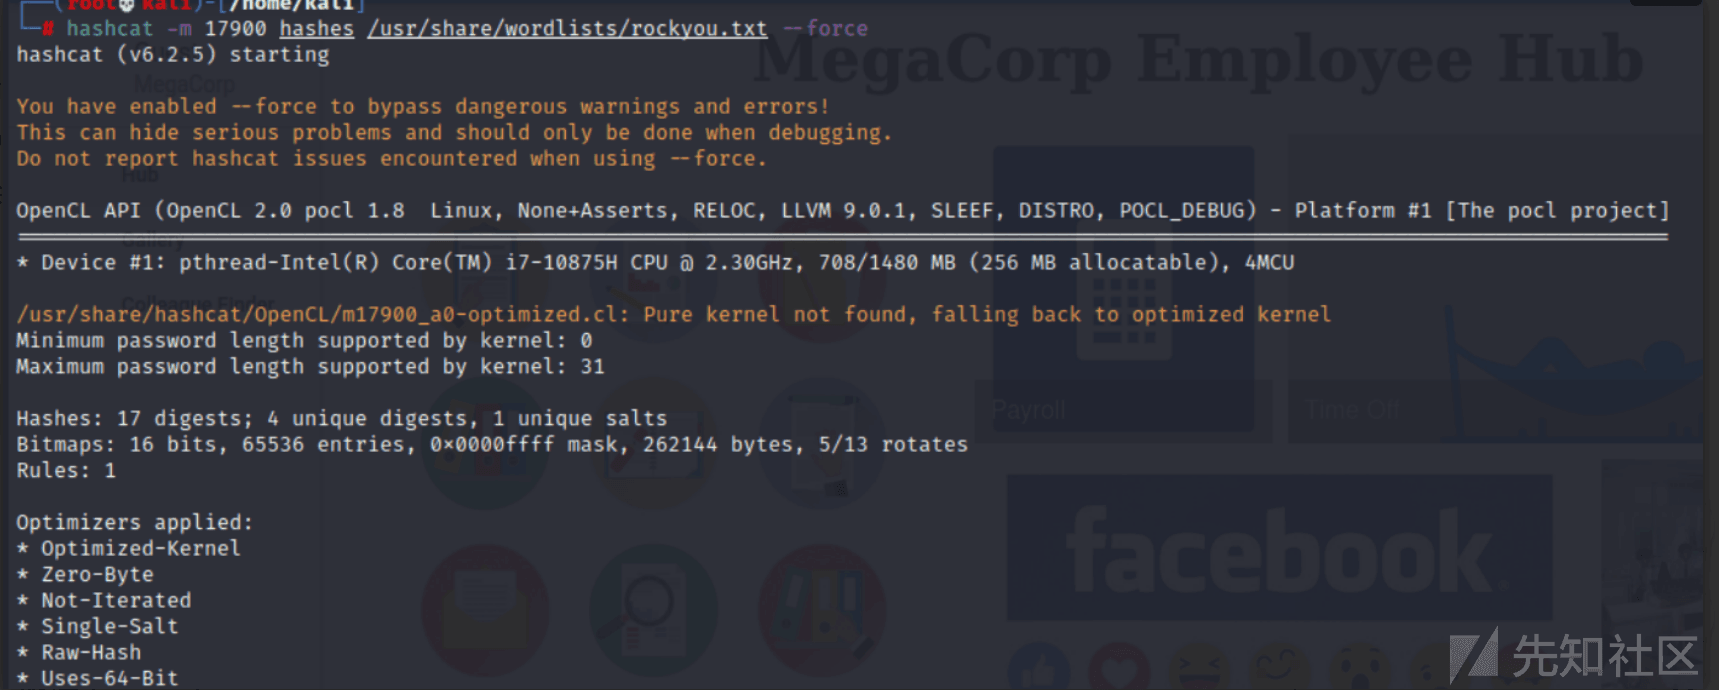 (root💀kali)-[/home/kali]
# hashcat -m 17900 hashes /usr/share/wordlists/rockyou.txt --force
hashcat (v6.2.5) starting
MegaCorp Employee Hub
MegaCorp
You have enabled --force to bypass dangerous warnings and errors!
This can hide serious problems and should only be done when debugging.
Do not report hashcat issues encountered when using --force.
Hub
OpenCL API (OpenCL 2.0 pocl 1.8  Linux, None+Asserts, RELOC, LLVM 9.0.1, SLEEF, DISTRO, POCL_DEBUG) - Platform #1 [The pocl project]
Gallery
* Device #1: pthread-Intel(R) Core(TM) i7-10875H CPU @ 2.30GHz, 708/1480 MB (256 MB allocatable), 4MCU
Colleague Finder
/usr/share/hashcat/OpenCL/m17900_a0-optimized.cl: Pure kernel not found, falling back to optimized kernel
Minimum password length supported by kernel: 0
Maximum password length supported by kernel: 31
Payroll
Time Off
Hashes: 17 digests; 4 unique digests, 1 unique salts
Bitmaps: 16 bits, 65536 entries, 0x0000ffff mask, 262144 bytes, 5/13 rotates
Rules: 1
facebook
Optimizers applied:
* Optimized-Kernel
* Zero-Byte
* Not-Iterated
* Single-Salt
* Raw-Hash
* Uses-64-Bit
先知社区